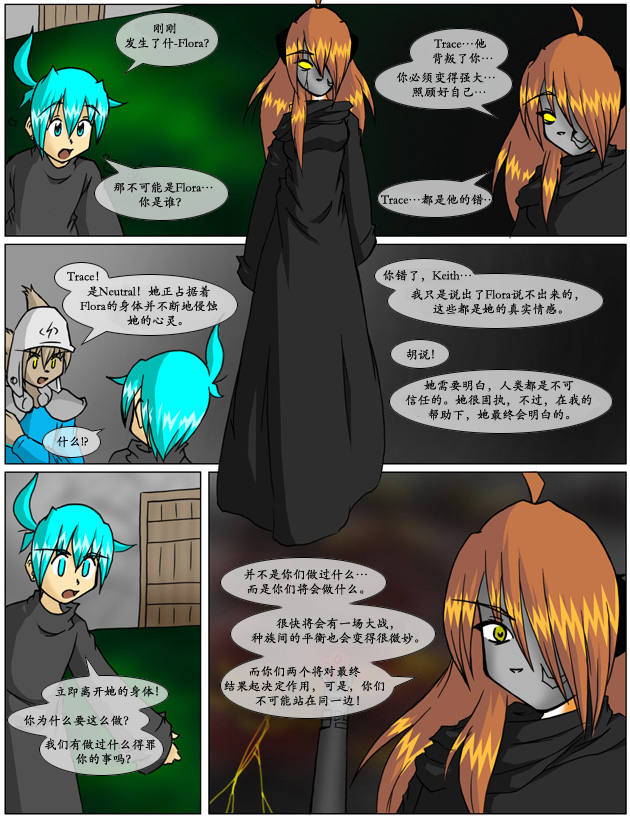 刚刚
发生了什-Flora?
那不可能是Flora…
你是谁?
Trace…他
背叛了你…
你必须变得强大…
照顾好自己…
Trace…都是他的错…
Trace!
是Neutral! 她正占据着
Flora的身体并不断地侵蚀
她的心灵。
什么!?
你错了，Keith…
我只是说出了Flora说不出来的，
这些都是她的真实情感。
胡说!
她需要明白，人类都是不可
信任的。她很固执，不过，在我的
帮助下，她最终会明白的。
立即离开她的身体!
你为什么要这么做?
我们有做过什么得罪
你的事吗?
并不是你们做过什么…
而是你们将会做什么。
很快将会有一场大战，
种族间的平衡也会变得很微妙。
而你们两个将对最终
结果起决定作用，可是，你们
不可能站在同一边!